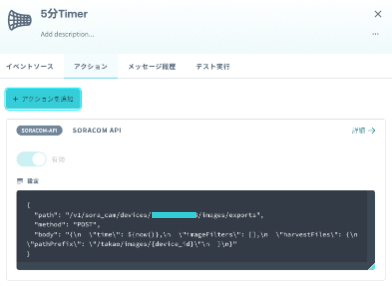 5分Timer
Add description...
イベントソース アクション メッセージ履歴 テスト実行
+ アクションを追加
SORACOM-API SORACOM API 詳細 →
有効
設定
{
"path": "/v1/sora_cam/devices/ /images/exports",
"method": "POST",
"body": "{\n \"time\": ${now()},\n \"imageFilters\": [],\n \"harvestFiles\": {\n
\"pathPrefix\": \"/takao/images/{device_id}\"\n }\n}"
}